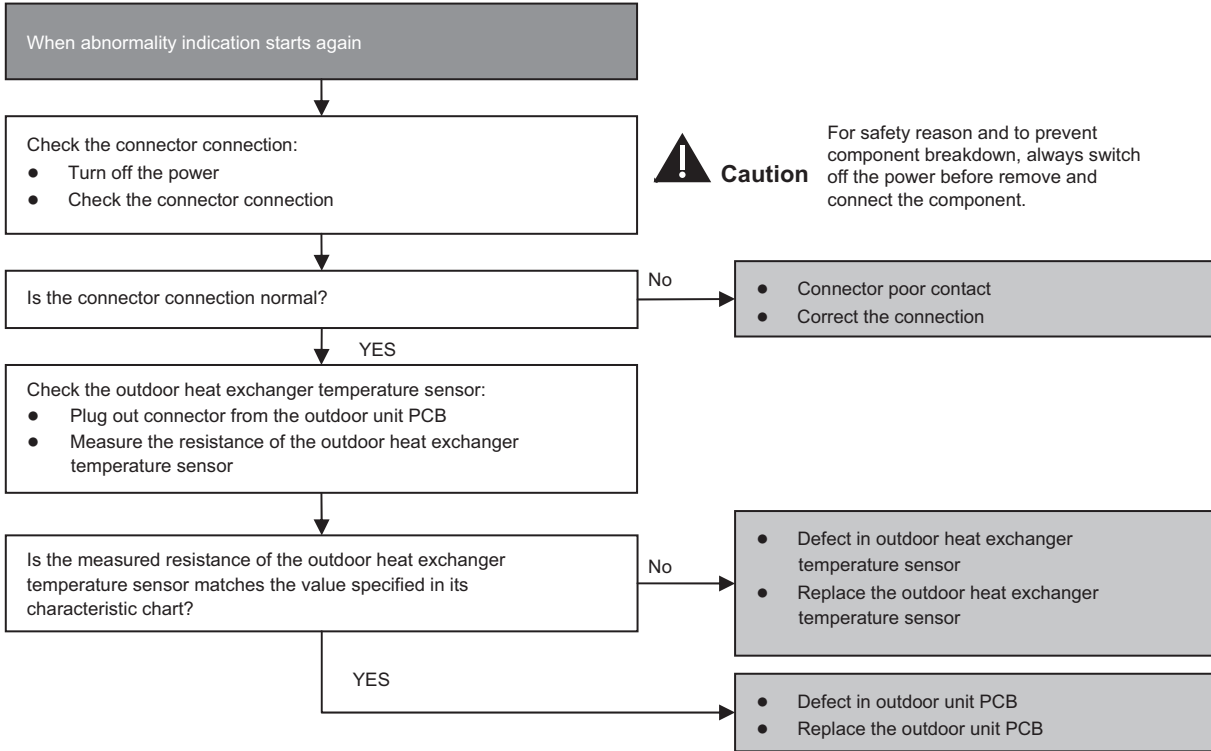 When abnormality indication starts again
Check the connector connection:
● Turn off the power
● Check the connector connection
Caution
For safety reason and to prevent
component breakdown, always switch
off the power before remove and
connect the component.
Is the connector connection normal?
No
● Connector poor contact
● Correct the connection
YES
Check the outdoor heat exchanger temperature sensor:
● Plug out connector from the outdoor unit PCB
● Measure the resistance of the outdoor heat exchanger
temperature sensor
Is the measured resistance of the outdoor heat exchanger
temperature sensor matches the value specified in its
characteristic chart?
No
● Defect in outdoor heat exchanger
temperature sensor
● Replace the outdoor heat exchanger
temperature sensor
YES
● Defect in outdoor unit PCB
● Replace the outdoor unit PCB